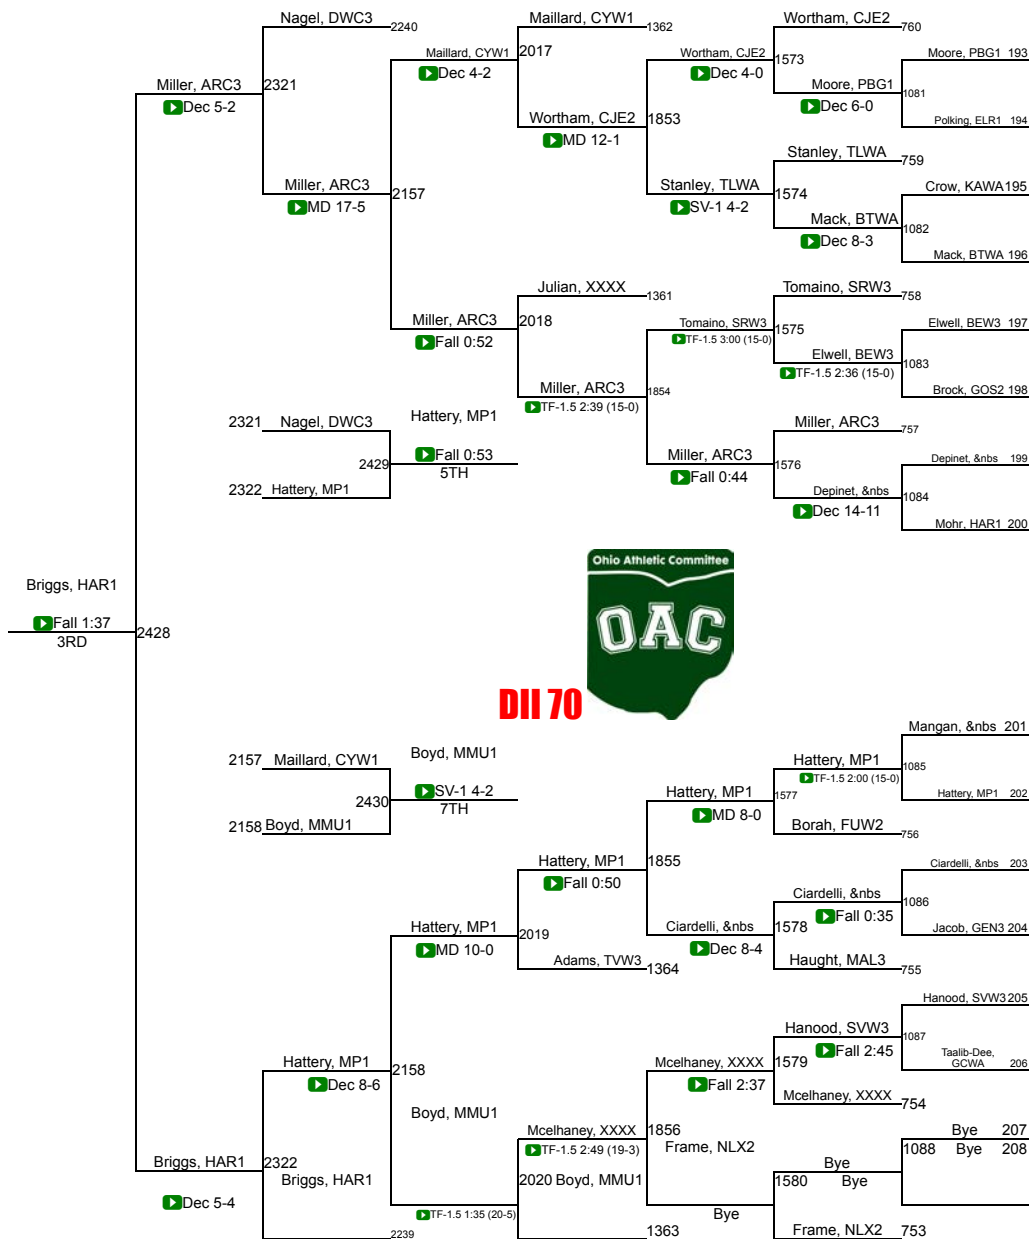 Nagel, DWC3
2240
Maillard, CYW1
1362
Wortham, CJE2
760
Maillard, CYW1
2017
Dec 4-2
Wortham, CJE2
Dec 4-0
1573
Moore, PBG1 193
Miller, ARC3
Dec 5-2
2321
Moore, PBG1
Dec 6-0
1081
Polking, ELR1 194
Wortham, CJE2
MD 12-1
1853
Stanley, TLWA
759
Miller, ARC3
MD 17-5
2157
Stanley, TLWA
SV-1 4-2
1574
Crow, KAWA 195
Mack, BTWA
Dec 8-3
1082
Mack, BTWA 196
Julian, XXXX
1361
Tomaino, SRW3
758
Miller, ARC3
Fall 0:52
2018
Tomaino, SRW3
TF-1.5 3:00 (15-0)
1575
Elwell, BEW3 197
Elwell, BEW3
TF-1.5 2:36 (15-0)
1083
Brock, GOS2 198
Miller, ARC3
TF-1.5 2:39 (15-0)
1854
2321 Nagel, DWC3
Hattery, MP1
Miller, ARC3
757
2429
Fall 0:53
5TH
Miller, ARC3
Fall 0:44
1576
Depinet, &nbs 199
2322 Hattery, MP1
Depinet, &nbs
Dec 14-11
1084
Mohr, HAR1 200
Ohio Athletic Committee
OAC
Briggs, HAR1
Fall 1:37
3RD
2428
DII 70
Mangan, &nbs 201
2157 Maillard, CYW1
Boyd, MMU1
Hattery, MP1
TF-1.5 2:00 (15-0)
1085
Hattery, MP1 202
2430
SV-1 4-2
7TH
Hattery, MP1
MD 8-0
1577
2158 Boyd, MMU1
Borah, FUW2
756
Hattery, MP1
Fall 0:50
1855
Ciardelli, &nbs 203
Ciardelli, &nbs
Fall 0:35
1086
Jacob, GEN3 204
Hattery, MP1
MD 10-0
2019
Ciardelli, &nbs
Dec 8-4
1578
Adams, TVW3
1364
Haught, MAL3
755
Hanood, SVW3 205
Hanood, SVW3
Fall 2:45
1087
Taalib-Dee,
GCWA 206
Hattery, MP1
Dec 8-6
2158
Mcelhaney, XXXX
Fall 2:37
1579
Mcelhaney, XXXX
754
Boyd, MMU1
Mcelhaney, XXXX
TF-1.5 2:49 (19-3)
1856
Frame, NLX2
Bye 207
1088 Bye 208
Briggs, HAR1
Dec 5-4
2322
Briggs, HAR1
2020 Boyd, MMU1
Bye
1580 Bye
TF-1.5 1:35 (20-5)
Bye
2239
1363
Frame, NLX2
753